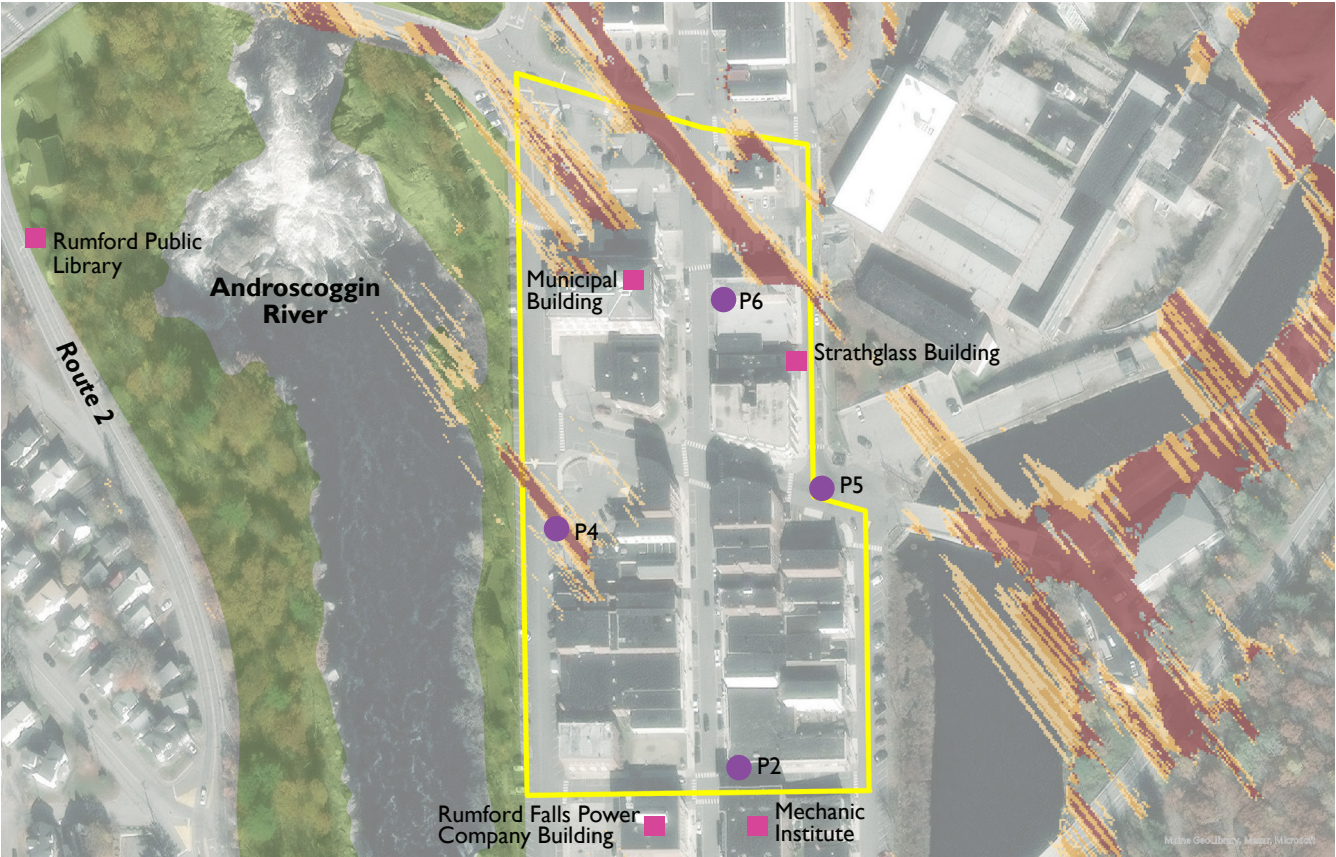 Rumford Public
Library
Androscoggin
River
Route 2
Municipal
Building
P6
Strathglass Building
P5
P4
P2
Rumford Falls Power
Company Building
Mechanic
Institute
Maine GeoLibrary, Maxar, Microsoft